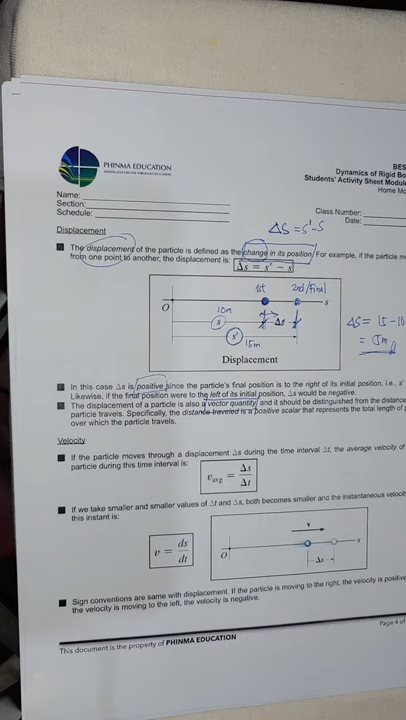 PHINMA EDUCATION
BES
Dynamics of Rigid Bo
Students' Activity Sheet Module
Home Mo
Name:
Section:
Schedule:
Class Number:
Date:
ΔS = s' - s
Displacement
■ The displacement of the particle is defined as the change in its position. For example, if the particle m
from one point to another, the displacement is: Δs = s' − s
1st 2nd/Final
O s
10m
s Δs
s' 15m
Displacement
ΔS = 15 - 10
= 5m
■ In this case Δs is positive since the particle's final position is to the right of its initial position, i.e., s'
Likewise, if the final position were to the left of its initial position, Δs would be negative.
■ The displacement of a particle is also a vector quantity, and it should be distinguished from the distance
particle travels. Specifically, the distance traveled is a positive scalar that represents the total length of
over which the particle travels.
Velocity
■ If the particle moves through a displacement Δs during the time interval Δt, the average velocity of
particle during this time interval is:
v avg = Δs
Δt
■ If we take smaller and smaller values of Δt and Δs, both becomes smaller and the instantaneous velocity
this instant is:
v = ds
dt
v
O s
Δs
■ Sign conventions are same with displacement. If the particle is moving to the right, the velocity is positive
the velocity is moving to the left, the velocity is negative.
This document is the property of PHINMA EDUCATION
Page 4 of